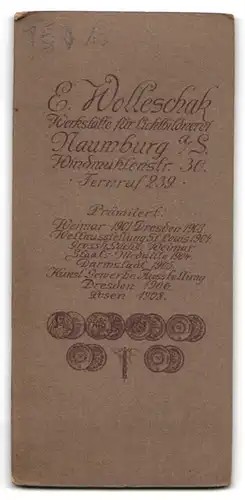 E. Wolleschak
Werkstätte für Lichtbildnerei
Naumburg a/S.
Windmühlenstr. 30.
Fernruf 239
Prämiiert:
Weimar 1901 Dresden 1903
Weltausstellung St. Louis 1904
Grossh. Sächs. Weimar
Staats-Medaille 1904
Darmstadt 1905
Kunst Gewerbe-Ausstellung
Dresden 1906
Posen 1908.